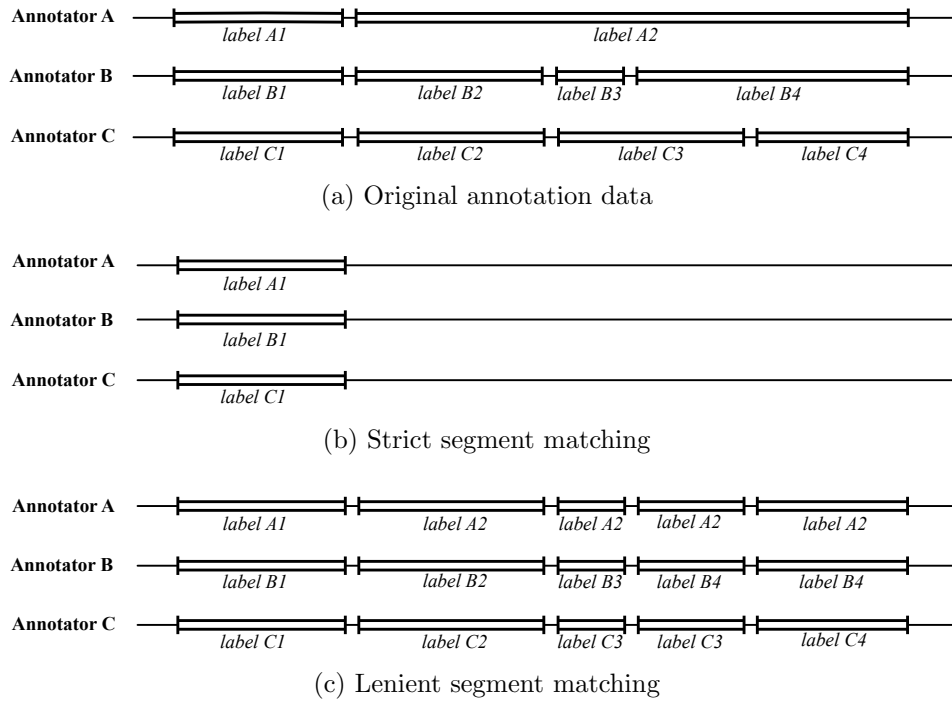 Annotator A
label A1 label A2
Annotator B
label B1 label B2 label B3 label B4
Annotator C
label C1 label C2 label C3 label C4
(a) Original annotation data
Annotator A
label A1
Annotator B
label B1
Annotator C
label C1
(b) Strict segment matching
Annotator A
label A1 label A2 label A2 label A2 label A2
Annotator B
label B1 label B2 label B3 label B4 label B4
Annotator C
label C1 label C2 label C3 label C3 label C4
(c) Lenient segment matching